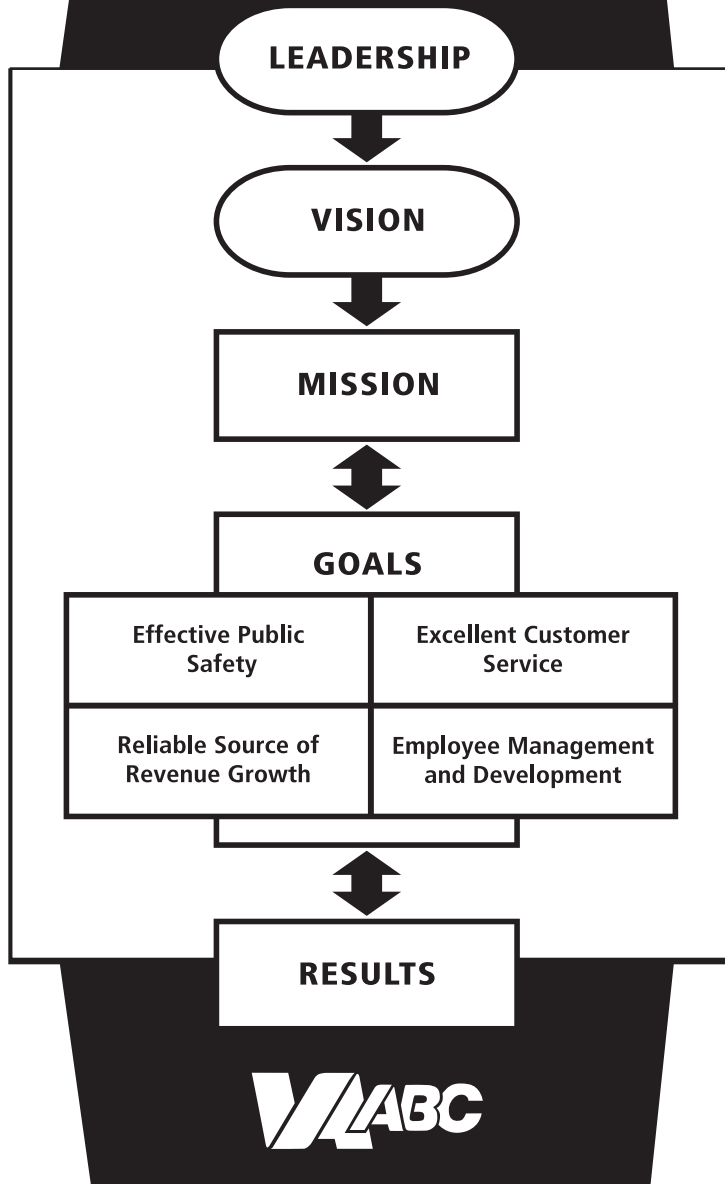 LEADERSHIP
VISION
MISSION
GOALS
Effective Public
Safety
Excellent Customer
Service
Reliable Source of
Revenue Growth
Employee Management
and Development
RESULTS
VA ABC